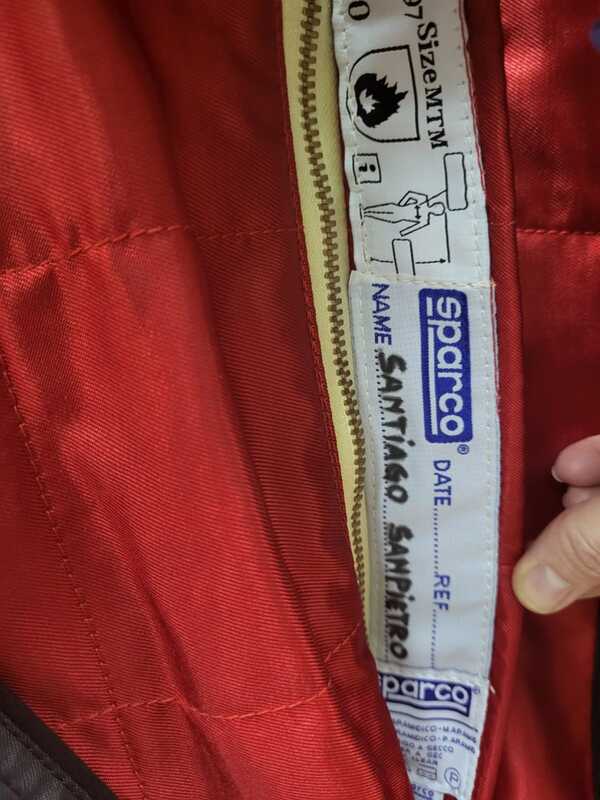 97 Size MTM
i
sparco®
NAME SANTIAGO SANPIETRO
DATE.............REF..............
sparco